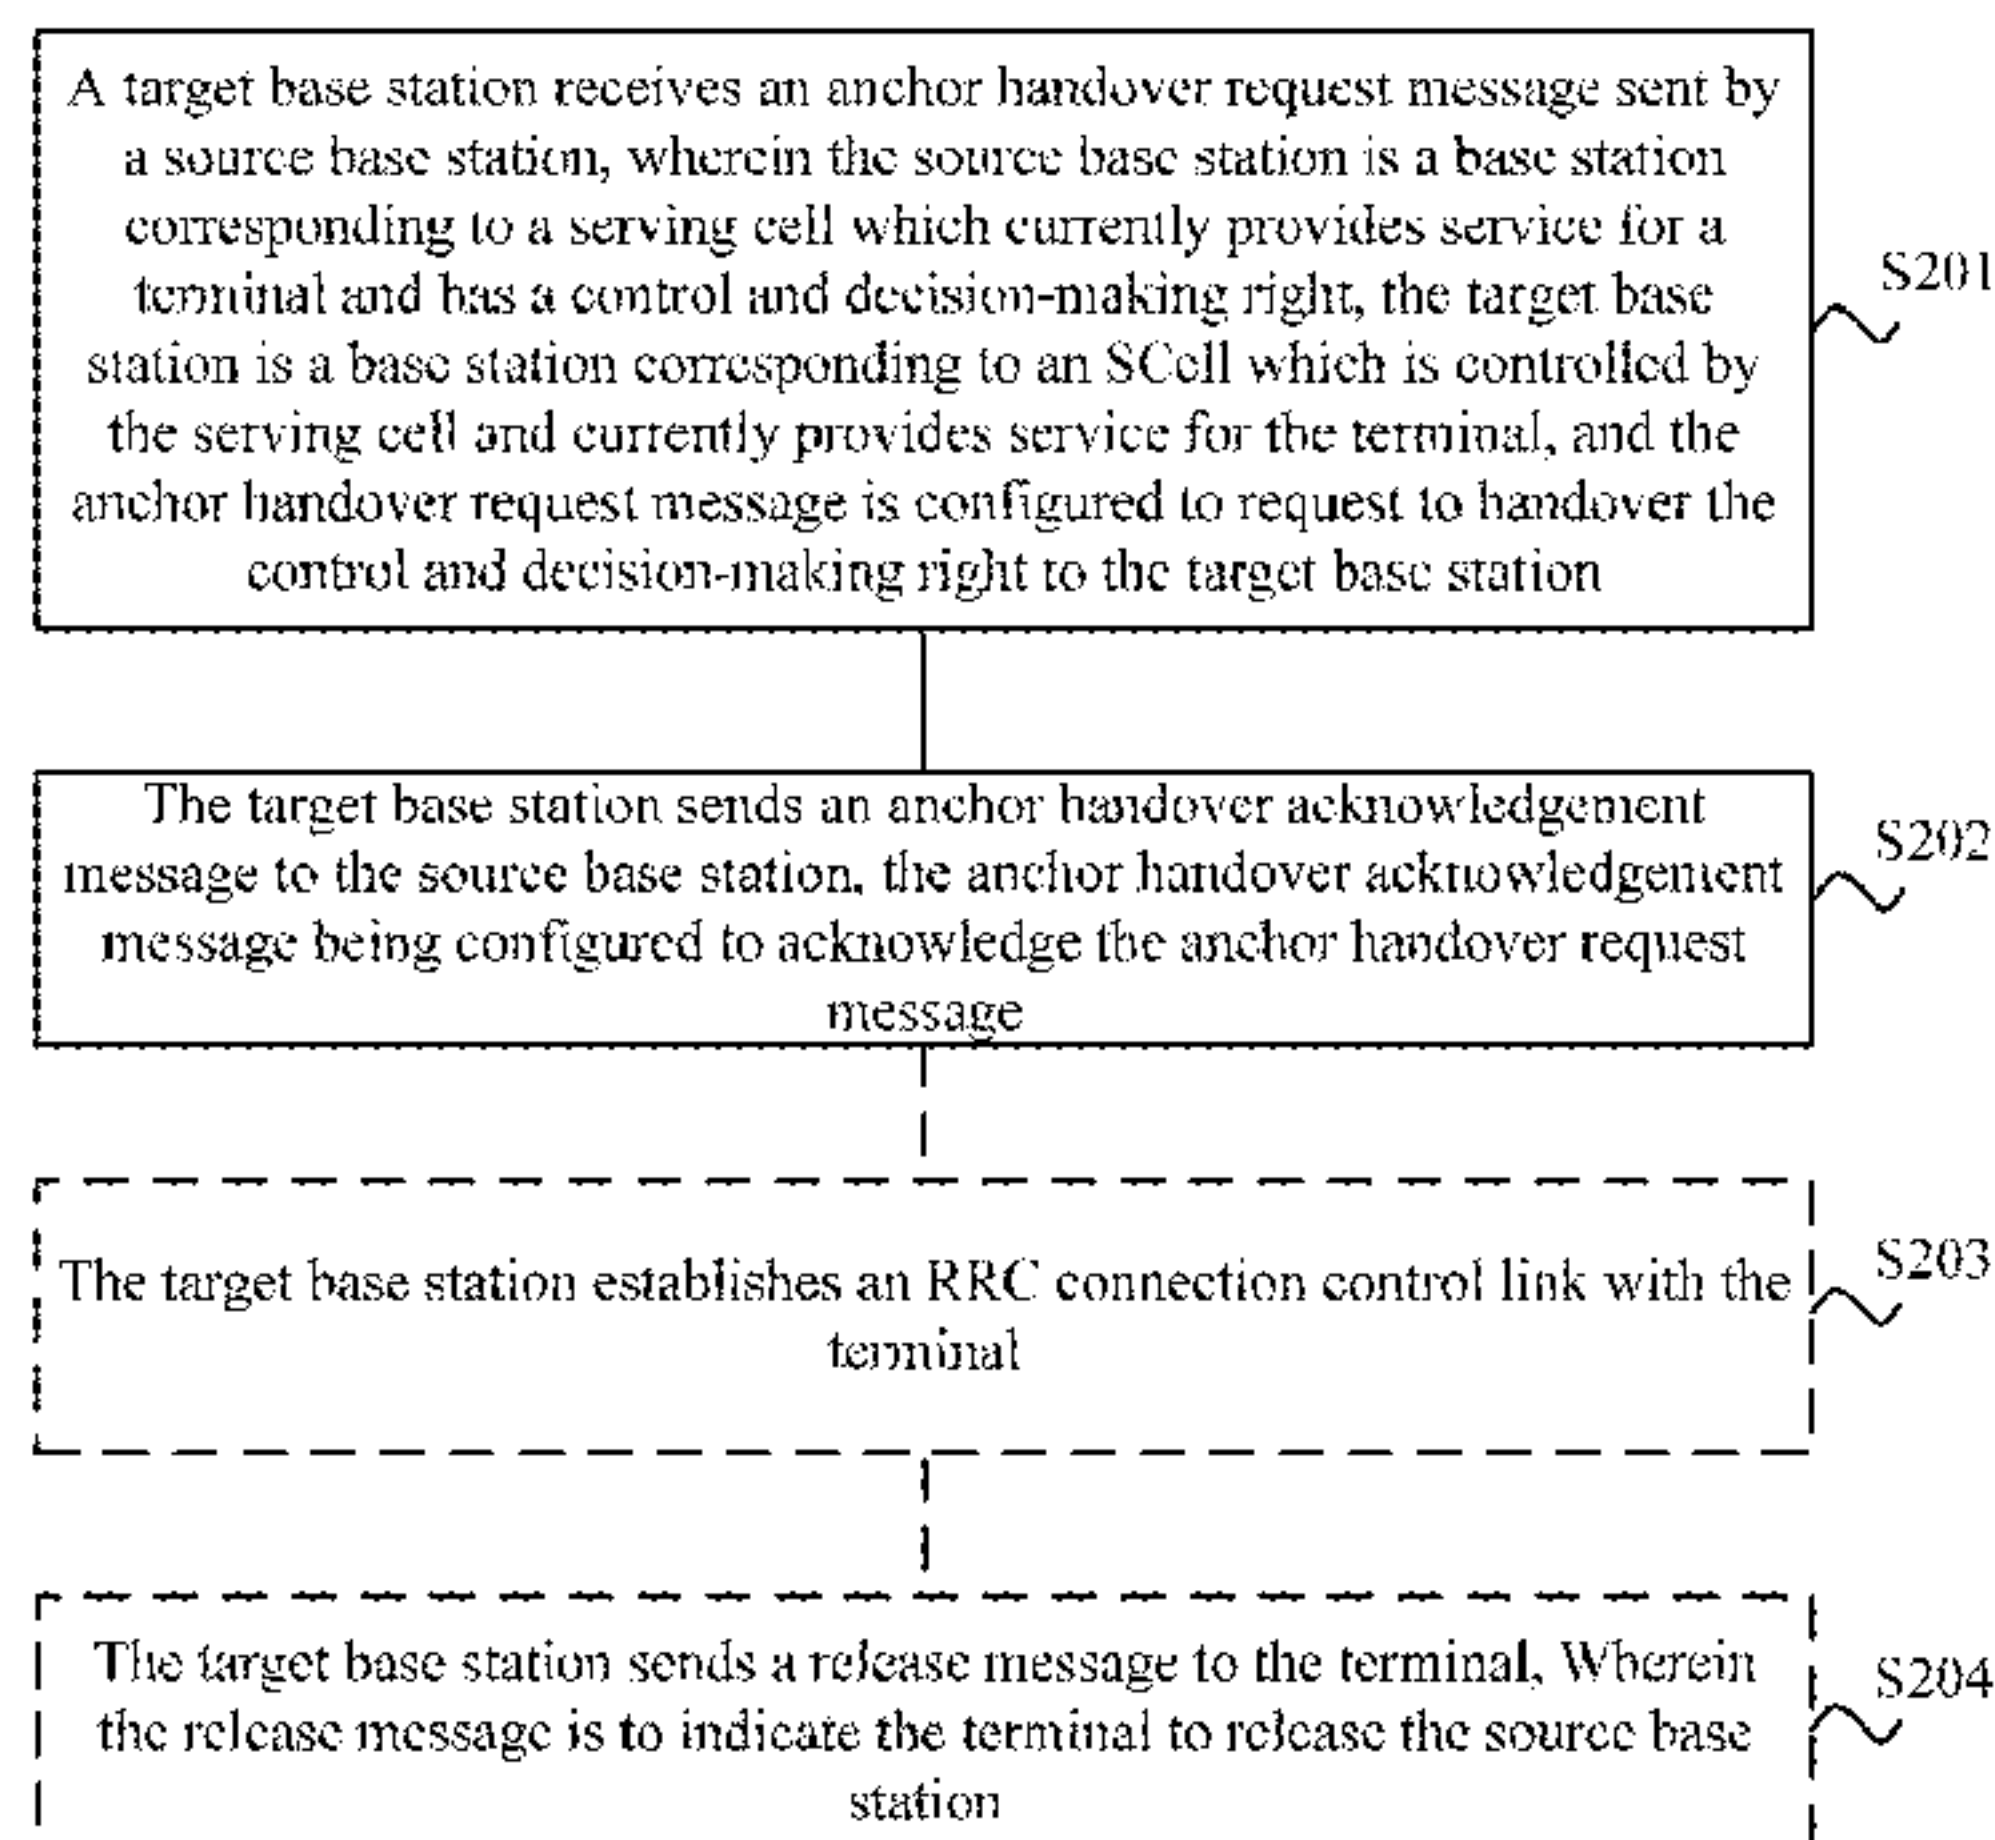 A target base station receives an anchor handover request message sent by
a source base station, wherein the source base station is a base station
corresponding to a serving cell which currently provides service for a
terminal and has a control and decision-making right, the target base
station is a base station corresponding to an SCell which is controlled by
the serving cell and currently provides service for the terminal, and the
anchor handover request message is configured to request to handover the
control and decision-making right to the target base station
S201
The target base station sends an anchor handover acknowledgement
message to the source base station, the anchor handover acknowledgement
message being configured to acknowledge the anchor handover request
message
S202
The target base station establishes an RRC connection control link with the
terminal
S203
The target base station sends a release message to the terminal, Wherein
the release message is to indicate the terminal to release the source base
station
S204